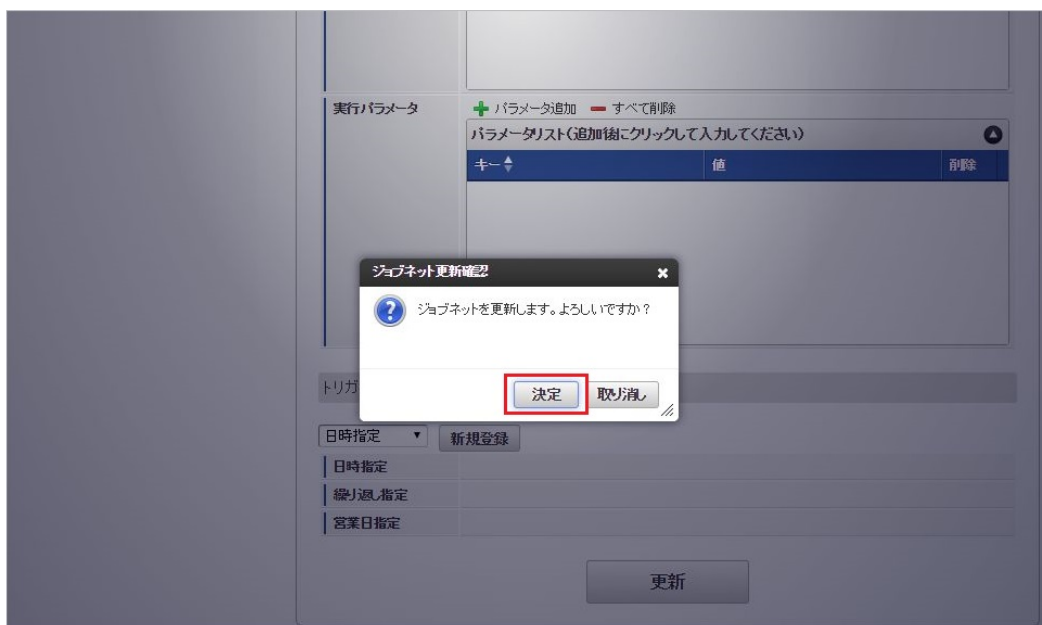 実行パラメータ
パラメータ追加 すべて削除
パラメータリスト(追加後にクリックして入力してください)
キー 値 削除
ジョブネット更新確認
ジョブネットを更新します。よろしいですか?
決定 取り消し
トリガ
日時指定 新規登録
日時指定
繰り返し指定
営業日指定
更新